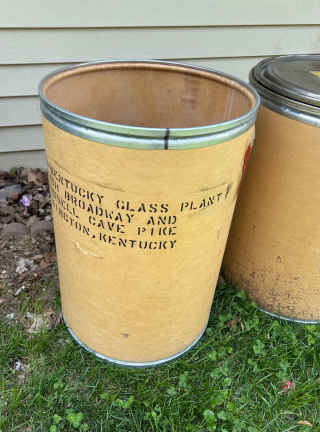 KENTUCKY GLASS PLANT
BROADWAY AND
CAVE PIKE
KENTUCKY